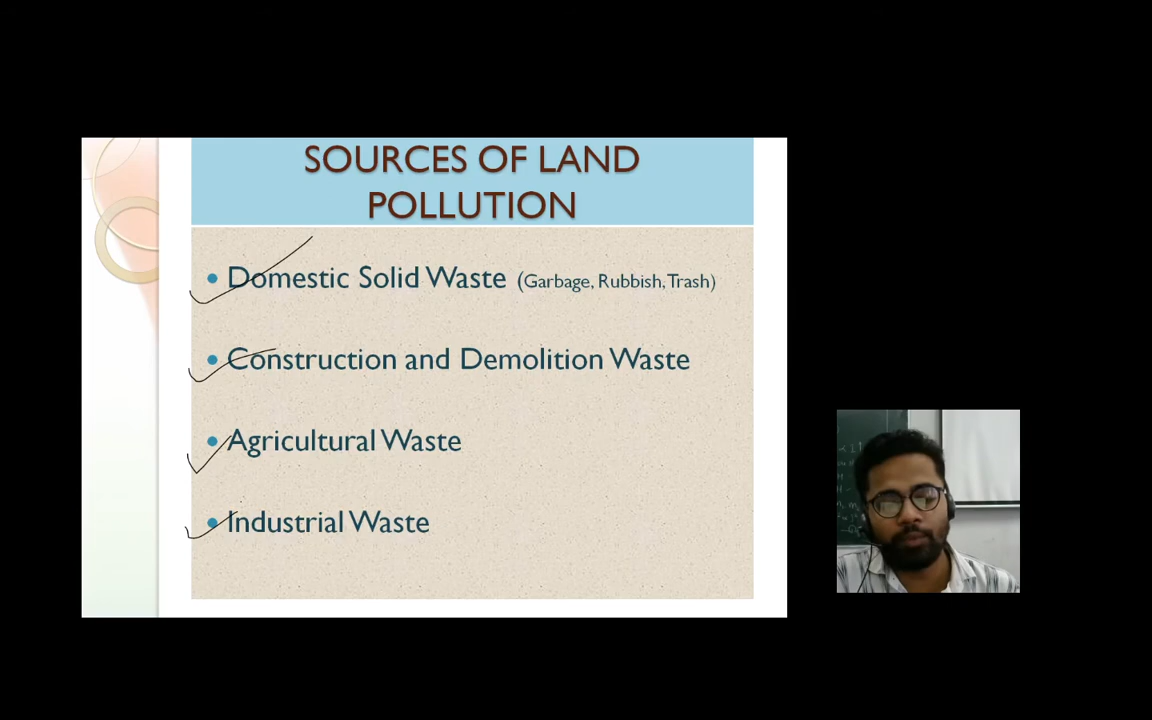 SOURCES OF LAND
POLLUTION
• Domestic Solid Waste (Garbage, Rubbish, Trash)
• Construction and Demolition Waste
• Agricultural Waste
• Industrial Waste